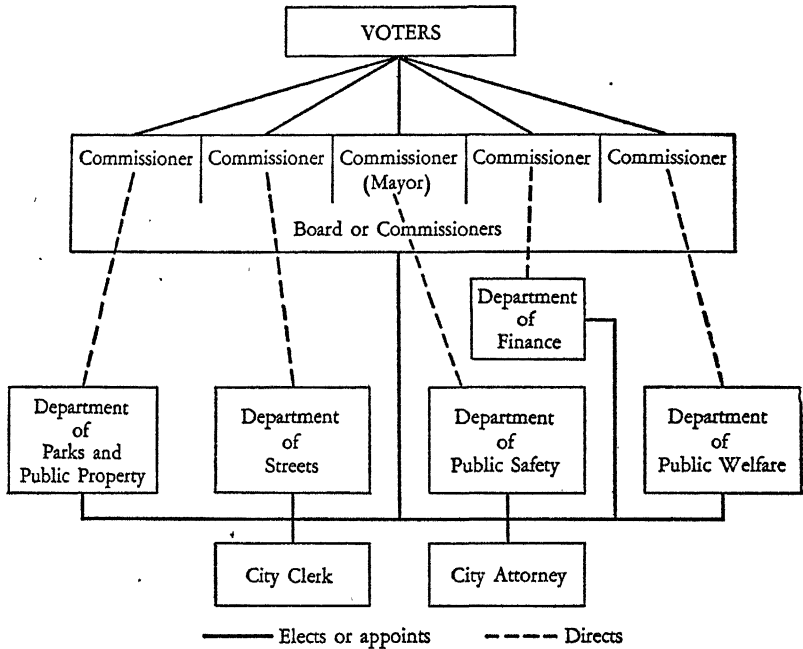 VOTERS
Commissioner
Commissioner
Commissioner
(Mayor)
Commissioner
Commissioner
Board or Commissioners
Department
of
Finance
Department
of
Parks and
Public Property
Department
of
Streets
Department
of
Public Safety
Department
of
Public Welfare
City Clerk
City Attorney
Elects or appoints
Directs